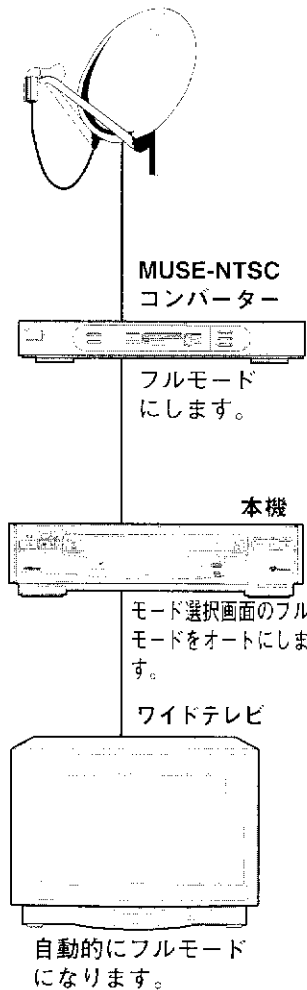 MUSE-NTSC
コンバーター
フルモード
にします。
本機
モード選択画面のフル
モードをオートにしま
す。
ワイドテレビ
自動的にフルモード
になります。